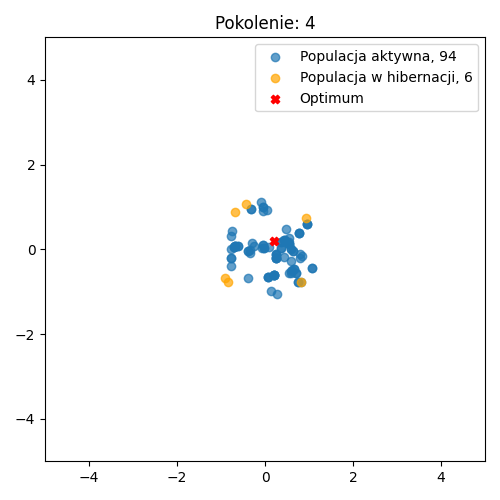 Pokolenie: 4
Populacja aktywna, 94
Populacja w hibernacji, 6
Optimum
4
2
0
−2
−4
−4 −2 0 2 4